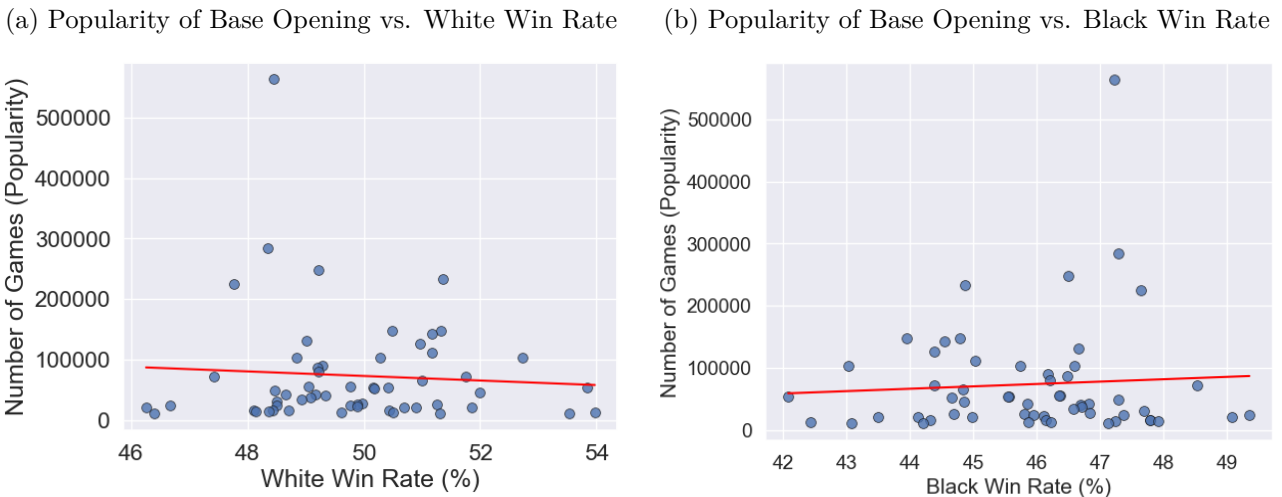 (a) Popularity of Base Opening vs. White Win Rate
Number of Games (Popularity)
500000
400000
300000
200000
100000
0
46 48 50 52 54
White Win Rate (%)
(b) Popularity of Base Opening vs. Black Win Rate
Number of Games (Popularity)
500000
400000
300000
200000
100000
0
42 43 44 45 46 47 48 49
Black Win Rate (%)